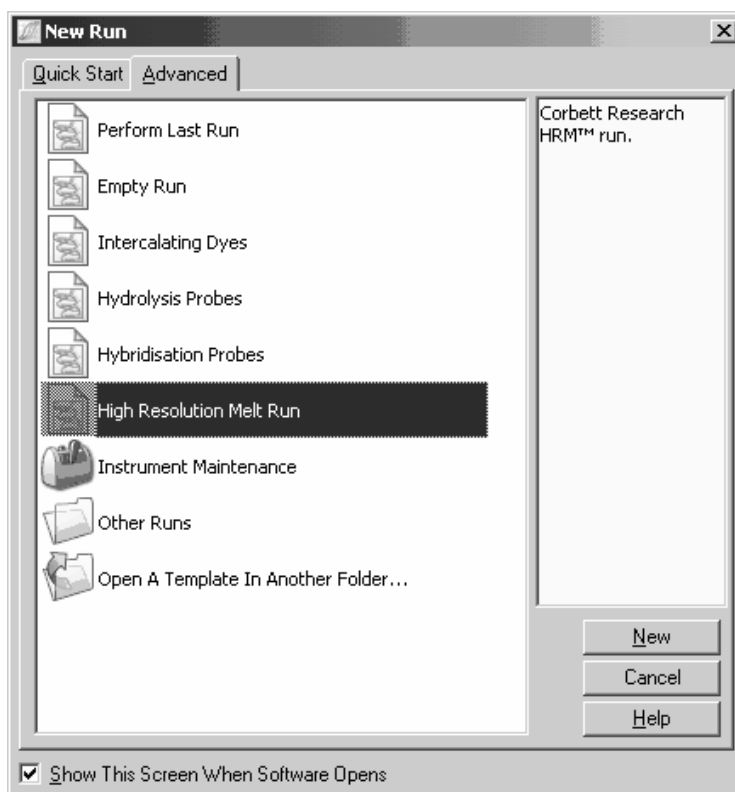 New Run
Quick Start
Advanced
Perform Last Run
Empty Run
Intercalating Dyes
Hydrolysis Probes
Hybridisation Probes
High Resolution Melt Run
Instrument Maintenance
Other Runs
Open A Template In Another Folder...
Corbett Research
HRM™ run.
New
Cancel
Help
Show This Screen When Software Opens